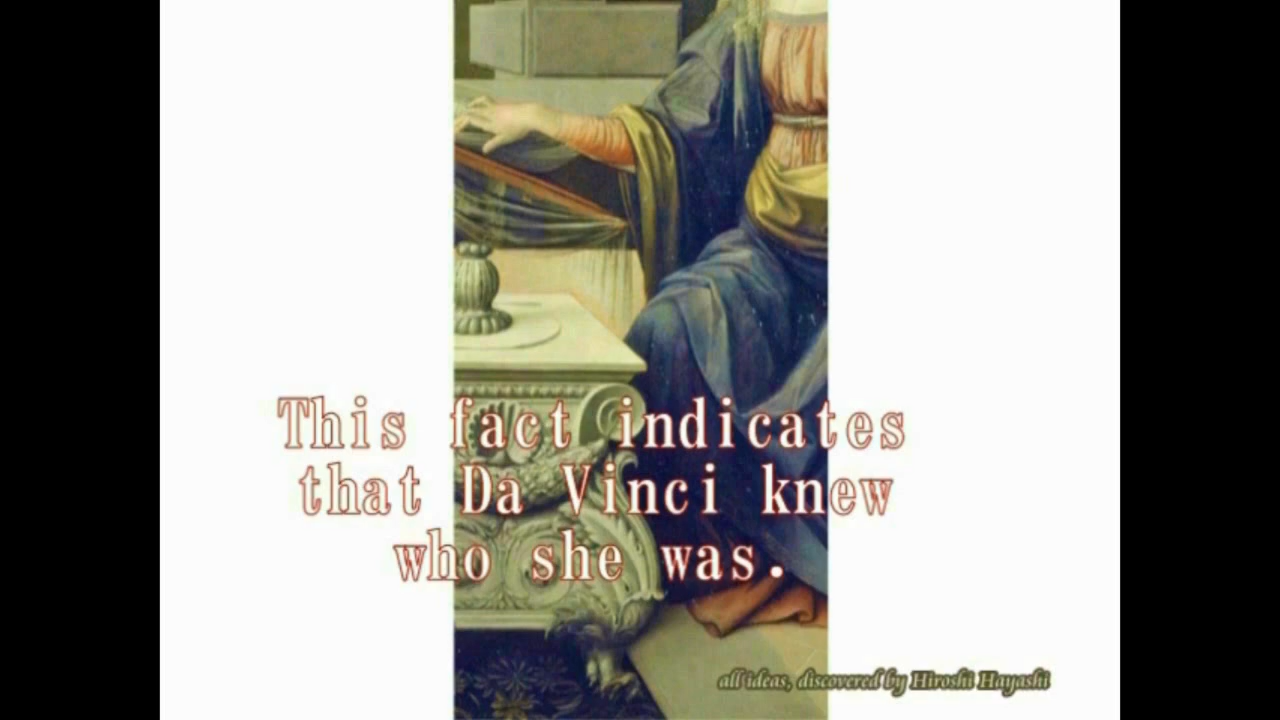 This fact indicates
that Da Vinci knew
who she was.
all ideas, discovered by Hiroshi Hayashi